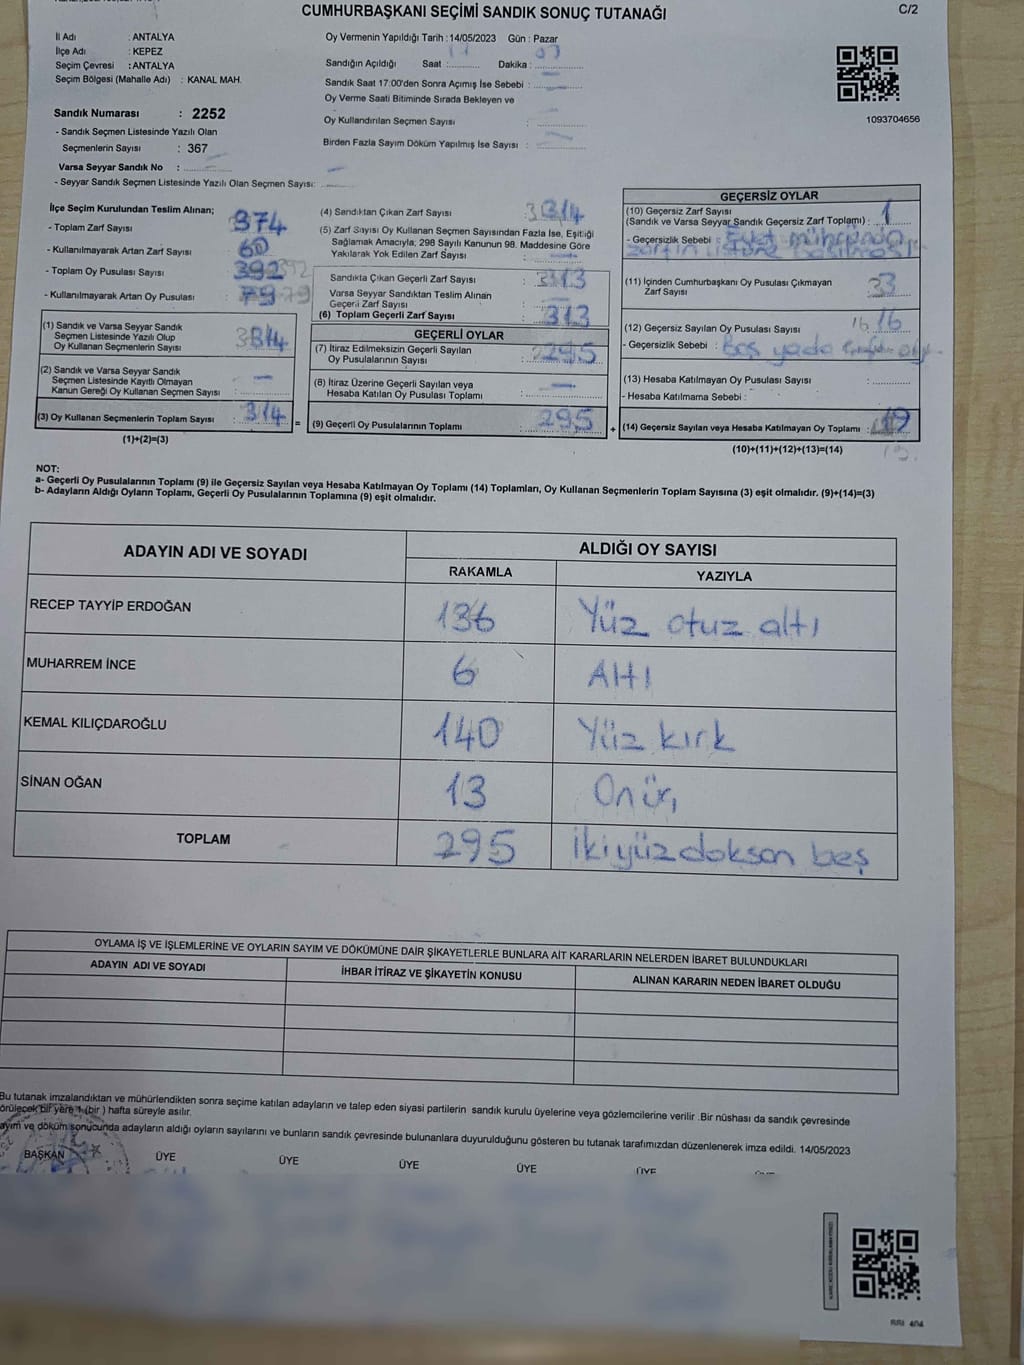 CUMHURBAŞKANI SEÇİMİ SANDIK SONUÇ TUTANAĞI
C/2
İl Adı : ANTALYA
İlçe Adı : KEPEZ
Seçim Çevresi : ANTALYA
Seçim Bölgesi (Mahalle Adı) : KANAL MAH.
Oy Vermenin Yapıldığı Tarih : 14/05/2023 Gün : Pazar
Sandığın Açıldığı Saat : Dakika :
Sandık Saat 17:00'den Sonra Açımış İse Sebebi :
Oy Verme Saati Bitiminde Sırada Bekleyen ve
Oy Kullandırılan Seçmen Sayısı :
Birden Fazla Sayım Döküm Yapılmış İse Sayısı :
1093704656
Sandık Numarası : 2252
- Sandık Seçmen Listesinde Yazılı Olan
Seçmenlerin Sayısı : 367
Varsa Seyyar Sandık No :
- Seyyar Sandık Seçmen Listesinde Yazılı Olan Seçmen Sayısı:
İlçe Seçim Kurulundan Teslim Alınan;
- Toplam Zarf Sayısı : 374
- Kullanılmayarak Artan Zarf Sayısı : 60
- Toplam Oy Pusulası Sayısı : 392
- Kullanılmayarak Artan Oy Pusulası : 79
(1) Sandık ve Varsa Seyyar Sandık
Seçmen Listesinde Yazılı Olup
Oy Kullanan Seçmenlerin Sayısı : 314
(2) Sandık ve Varsa Seyyar Sandık
Seçmen Listesinde Kayıtlı Olmayan
Kanun Gereği Oy Kullanan Seçmen Sayısı : —
(3) Oy Kullanan Seçmenlerin Toplam Sayısı : 314
(1)+(2)=(3)
(4) Sandıktan Çıkan Zarf Sayısı : 314
(5) Zarf Sayısı Oy Kullanan Seçmen Sayısından Fazla İse, Eşitliği
Sağlamak Amacıyla; 298 Sayılı Kanunun 98. Maddesine Göre
Yakılarak Yok Edilen Zarf Sayısı :
Sandıkta Çıkan Geçerli Zarf Sayısı : 313
Varsa Seyyar Sandıktan Teslim Alınan
Geçerli Zarf Sayısı :
(6) Toplam Geçerli Zarf Sayısı : 313
GEÇERLİ OYLAR
(7) İtiraz Edilmeksizin Geçerli Sayılan
Oy Pusulalarının Sayısı : 295
(8) İtiraz Üzerine Geçerli Sayılan veya
Hesaba Katılan Oy Pusulası Toplamı : —
(9) Geçerli Oy Pusulalarının Toplamı : 295
=
+
GEÇERSİZ OYLAR
(10) Geçersiz Zarf Sayısı
(Sandık ve Varsa Seyyar Sandık Geçersiz Zarf Toplamı) : 1
- Geçersizlik Sebebi : Evet mührünün
zarfın üstüne basılması
(11) İçinden Cumhurbaşkanı Oy Pusulası Çıkmayan
Zarf Sayısı :
(12) Geçersiz Sayılan Oy Pusulası Sayısı : 16
- Geçersizlik Sebebi : Boş yada
(13) Hesaba Katılmayan Oy Pusulası Sayısı :
- Hesaba Katılmama Sebebi :
(14) Geçersiz Sayılan veya Hesaba Katılmayan Oy Toplamı : 19
(10)+(11)+(12)+(13)=(14)
NOT:
a- Geçerli Oy Pusulalarının Toplamı (9) ile Geçersiz Sayılan veya Hesaba Katılmayan Oy Toplamı (14) Toplamları, Oy Kullanan Seçmenlerin Toplam Sayısına (3) eşit olmalıdır. (9)+(14)=(3)
b- Adayların Aldığı Oyların Toplamı, Geçerli Oy Pusulalarının Toplamına (9) eşit olmalıdır.
ADAYIN ADI VE SOYADI
ALDIĞI OY SAYISI
RAKAMLA YAZIYLA
RECEP TAYYİP ERDOĞAN 136 Yüz otuz altı
MUHARREM İNCE 6 Altı
KEMAL KILIÇDAROĞLU 140 Yüz kırk
SİNAN OĞAN 13 Onüç
TOPLAM 295 İkiyüzdoksan beş
OYLAMA İŞ VE İŞLEMLERİNE VE OYLARIN SAYIM VE DÖKÜMÜNE DAİR ŞİKAYETLERLE BUNLARA AİT KARARLARIN NELERDEN İBARET BULUNDUKLARI
ADAYIN ADI VE SOYADI
İHBAR İTİRAZ VE ŞİKAYETİN KONUSU
ALINAN KARARIN NEDEN İBARET OLDUĞU
Bu tutanak imzalandıktan ve mühürlendikten sonra seçime katılan adayların ve talep eden siyasi partilerin sandık kurulu üyelerine veya gözlemcilerine verilir .Bir nüshası da sandık çevresinde
örülecek bir yere 1 (bir ) hafta süreyle asılır.
ayım ve döküm sonucunda adayların aldığı oyların sayılarını ve bunların sandık çevresinde bulunanlara duyurulduğunu gösteren bu tutanak tarafımızdan düzenlenerek imza edildi. 14/05/2023
BAŞKAN ÜYE ÜYE ÜYE ÜYE ÜYE